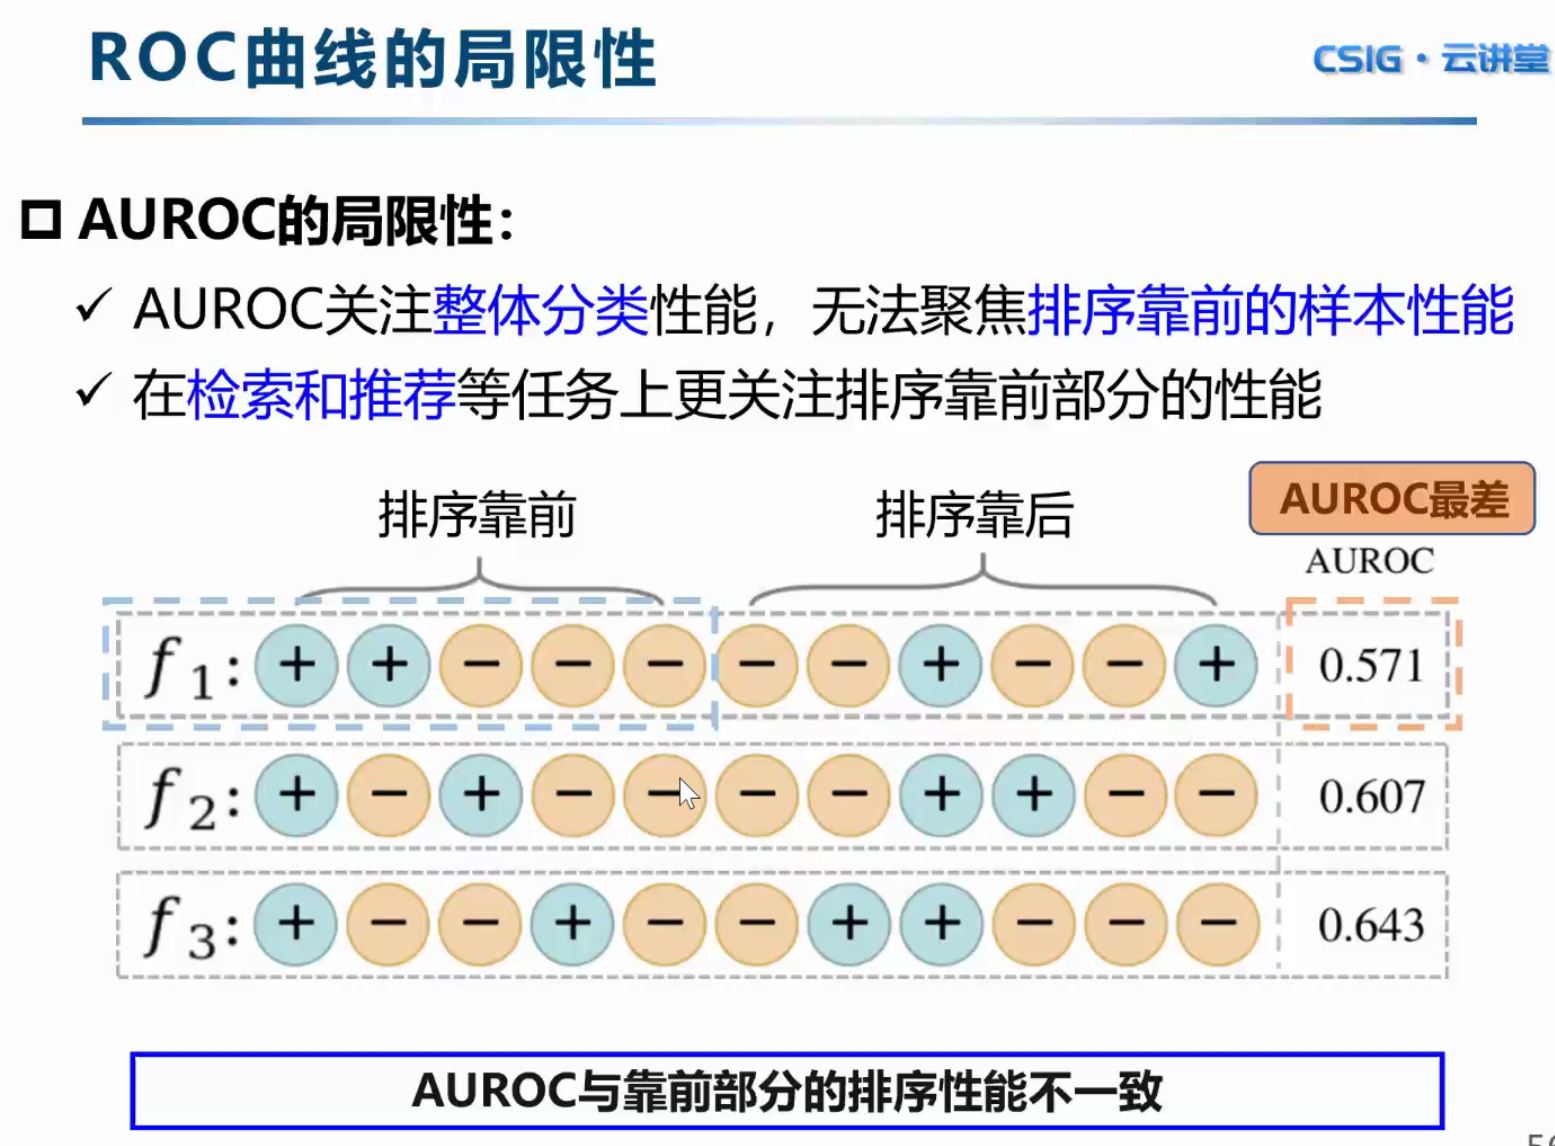 ROC曲线的局限性
CSIG·云讲堂
AUROC的局限性：
AUROC关注整体分类性能，无法聚焦排序靠前的样本性能
在检索和推荐等任务上更关注排序靠前部分的性能
排序靠前
排序靠后
AUROC最差
AUROC
f1: + + − − − − − + − − + 0.571
f2: + − + − − − − + + − − 0.607
f3: + − − + − − + + − − − 0.643
AUROC与靠前部分的排序性能不一致